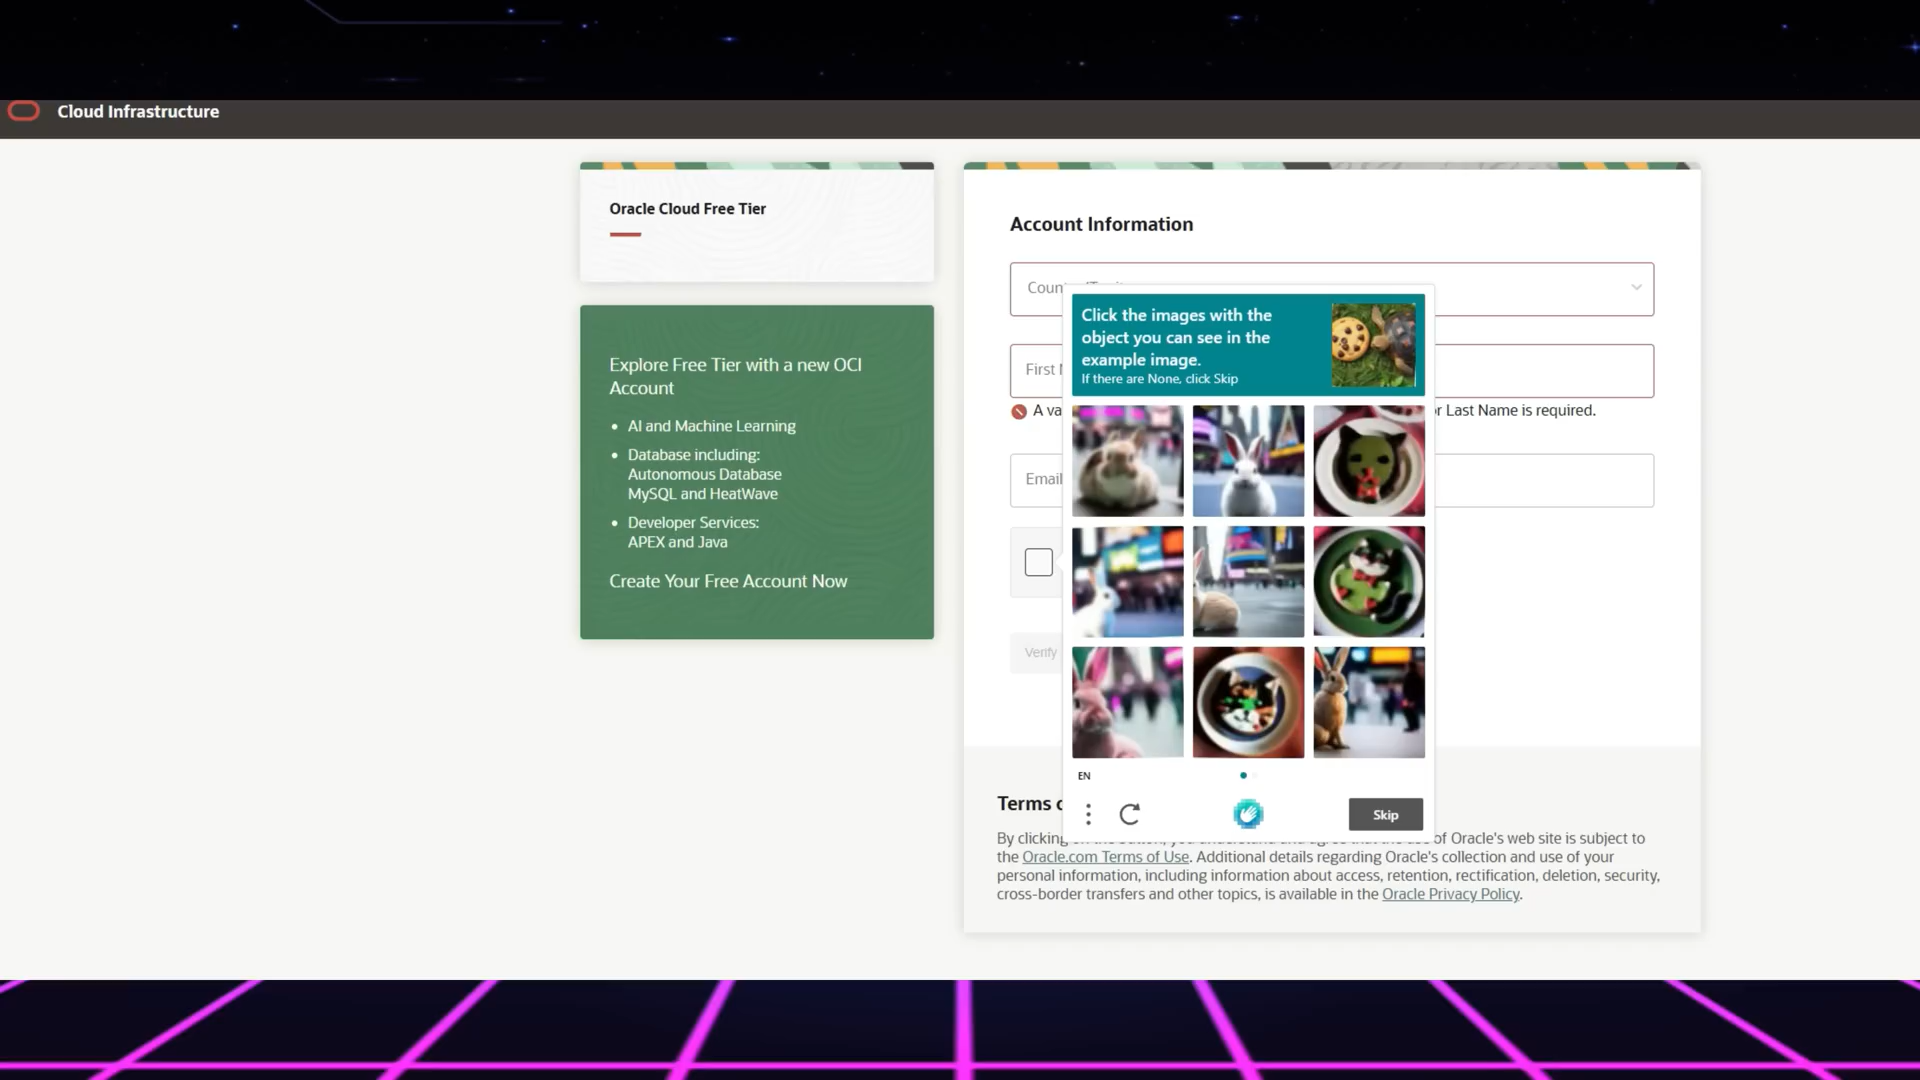 Cloud Infrastructure
Oracle Cloud Free Tier
Explore Free Tier with a new OCI
Account
AI and Machine Learning
Database including:
Autonomous Database
MySQL and HeatWave
Developer Services:
APEX and Java
Create Your Free Account Now
Account Information
Coun
First
A va
r Last Name is required.
Email
Verify
Click the images with the
object you can see in the
example image.
If there are None, click Skip
EN
Skip
Terms
By clicking
of Oracle's web site is subject to
the Oracle.com Terms of Use. Additional details regarding Oracle's collection and use of your
personal information, including information about access, retention, rectification, deletion, security,
cross-border transfers and other topics, is available in the Oracle Privacy Policy.